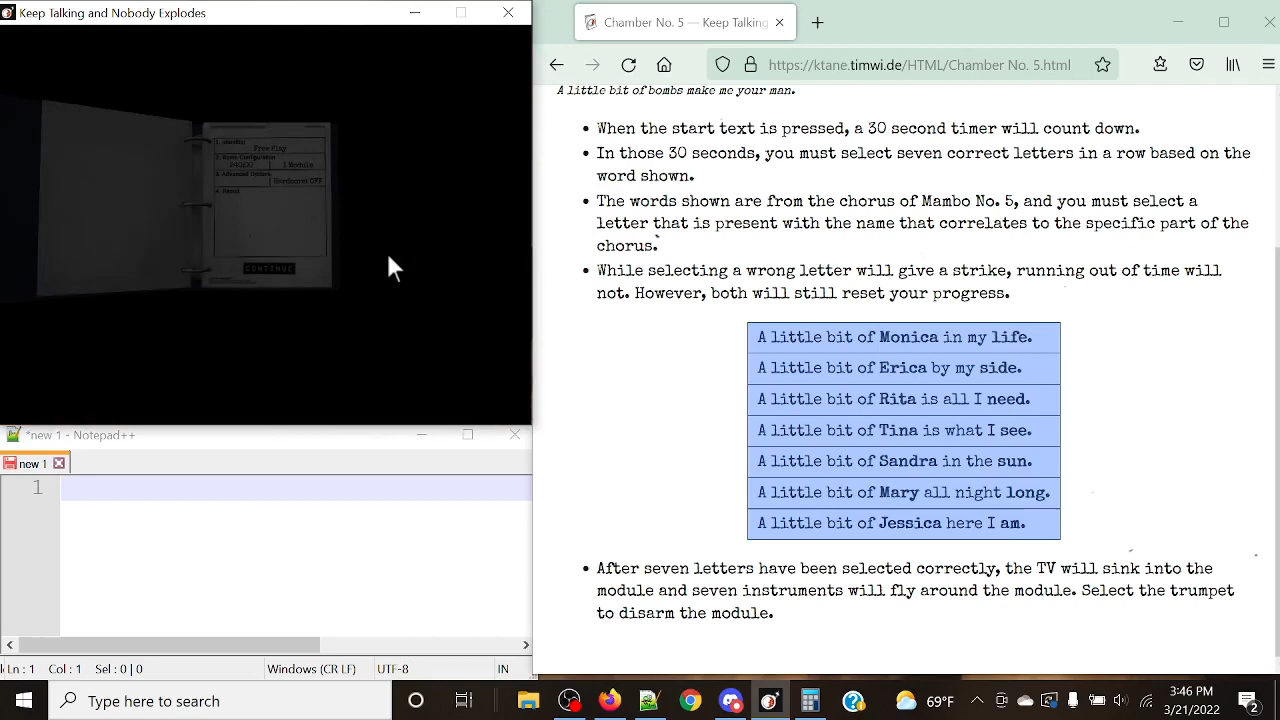 Keep Talking and Nobody Explodes
Free Play
1 Module
Hardcore: OFF
CONTINUE
*new 1 - Notepad++
new 1
1
Ln : 1 Col : 1 Sel : 0 | 0
Windows (CR LF)
UTF-8
IN
Chamber No. 5 — Keep Talking
https://ktane.timwi.de/HTML/Chamber No. 5.html
A little bit of bombs make me your man.
When the start text is pressed, a 30 second timer will count down.
In those 30 seconds, you must select seven correct letters in a row based on the
word shown.
The words shown are from the chorus of Mambo No. 5, and you must select a
letter that is present with the name that correlates to the specific part of the
chorus.
While selecting a wrong letter will give a strike, running out of time will
not. However, both will still reset your progress.
A little bit of Monica in my life.
A little bit of Erica by my side.
A little bit of Rita is all I need.
A little bit of Tina is what I see.
A little bit of Sandra in the sun.
A little bit of Mary all night long.
A little bit of Jessica here I am.
After seven letters have been selected correctly, the TV will sink into the
module and seven instruments will fly around the module. Select the trumpet
to disarm the module.
Type here to search
69°F
3:46 PM
3/21/2022
2